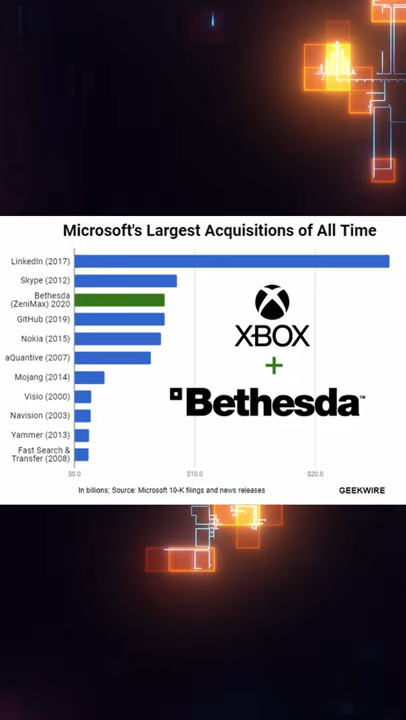 Microsoft's Largest Acquisitions of All Time
LinkedIn (2017)
Skype (2012)
Bethesda
(ZeniMax) 2020
GitHub (2019)
Nokia (2015)
aQuantive (2007)
Mojang (2014)
Visio (2000)
Navision (2003)
Yammer (2013)
Fast Search &
Transfer (2008)
XBOX
+
Bethesda™
$0.0 $10.0 $20.0
In billions; Source: Microsoft 10-K filings and news releases
GEEKWIRE